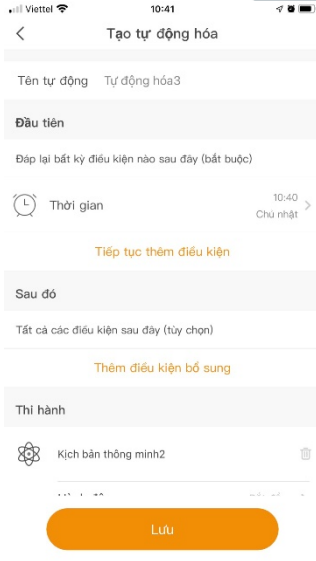 Viettel
10:41
Tạo tự động hóa
Tên tự động Tự động hóa3
Đầu tiên
Đáp lại bất kỳ điều kiện nào sau đây (bắt buộc)
Thời gian
10:40
Chủ nhật
Tiếp tục thêm điều kiện
Sau đó
Tất cả các điều kiện sau đây (tùy chọn)
Thêm điều kiện bổ sung
Thi hành
Kịch bản thông minh2
Lưu